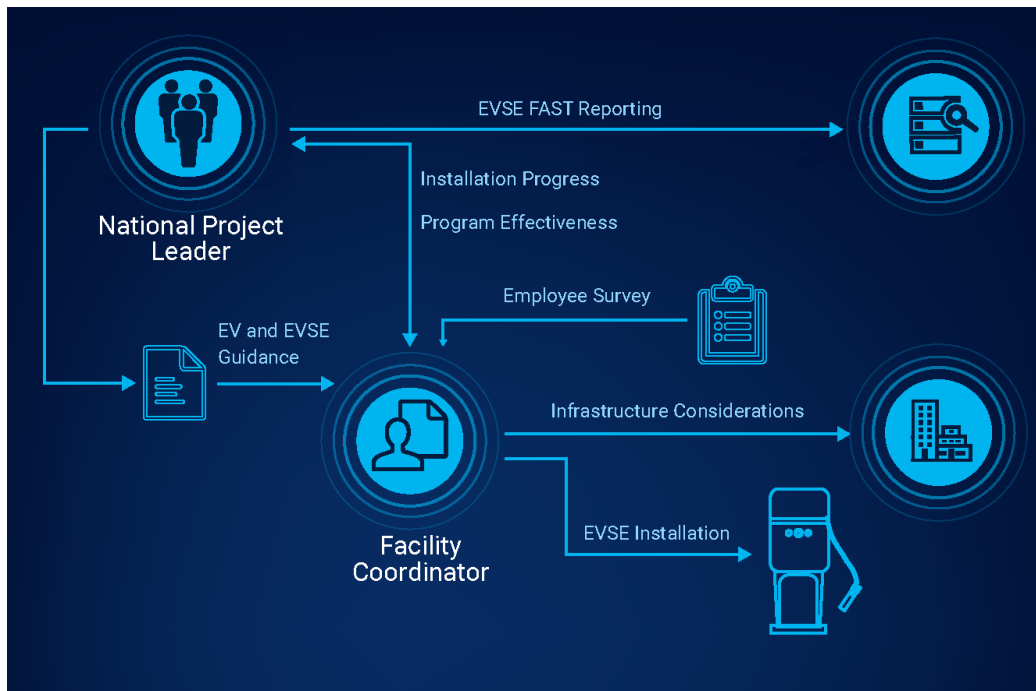 EVSE FAST Reporting
Installation Progress
Program Effectiveness
National Project
Leader
Employee Survey
EV and EVSE
Guidance
Infrastructure Considerations
EVSE Installation
Facility
Coordinator